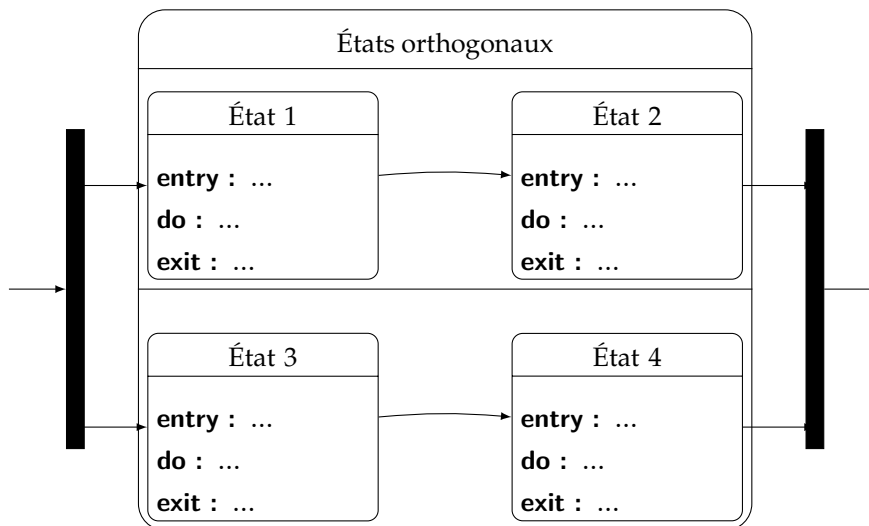 États orthogonaux
État 1
entry : ...
do : ...
exit : ...
État 2
entry : ...
do : ...
exit : ...
État 3
entry : ...
do : ...
exit : ...
État 4
entry : ...
do : ...
exit : ...